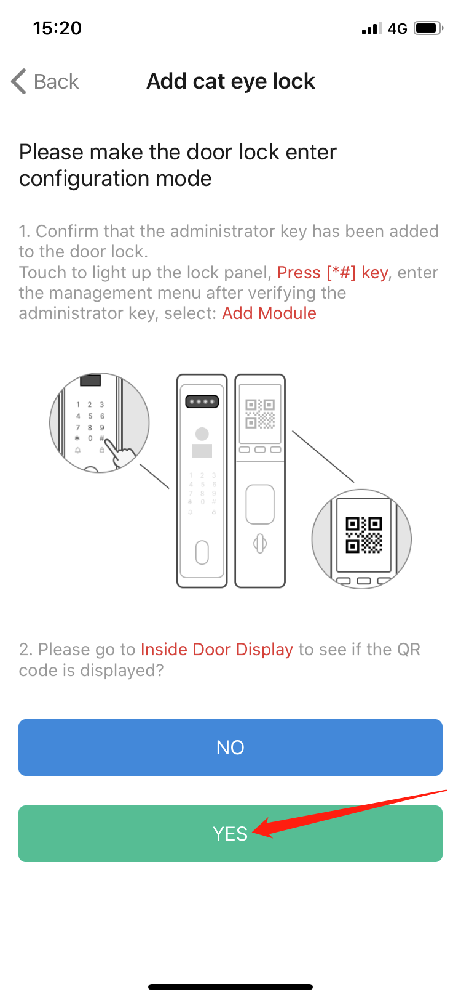 15:20
4G
Back
Add cat eye lock
Please make the door lock enter
configuration mode
1. Confirm that the administrator key has been added
to the door lock.
Touch to light up the lock panel, Press [*#] key, enter
the management menu after verifying the
administrator key, select: Add Module
1 2 3
4 5 6
7 8 9
* 0 #
1 2 3
4 5 6
7 8 9
* 0 #
2. Please go to Inside Door Display to see if the QR
code is displayed?
NO
YES